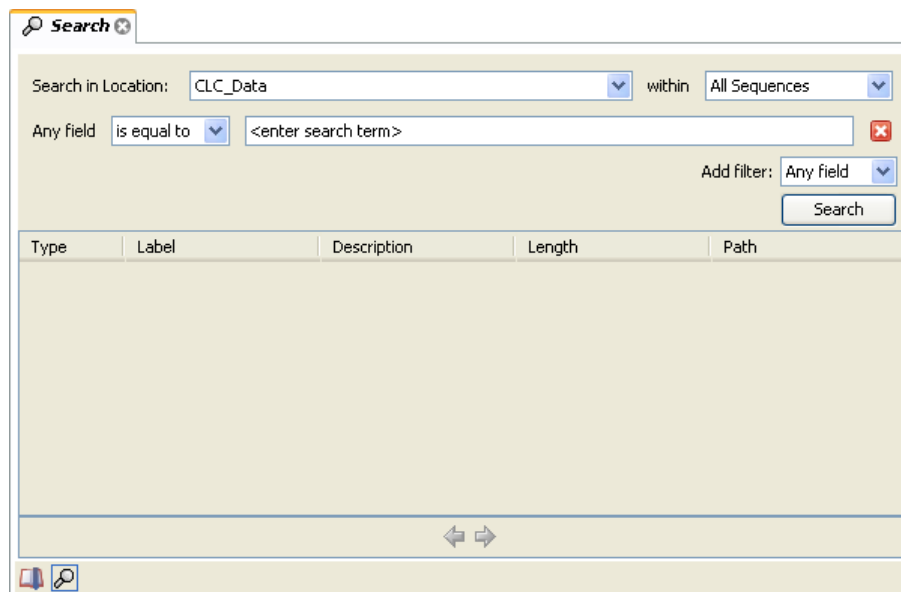 Search
Search in Location: CLC_Data within All Sequences
Any field is equal to <enter search term>
Add filter: Any field
Search
Type Label Description Length Path